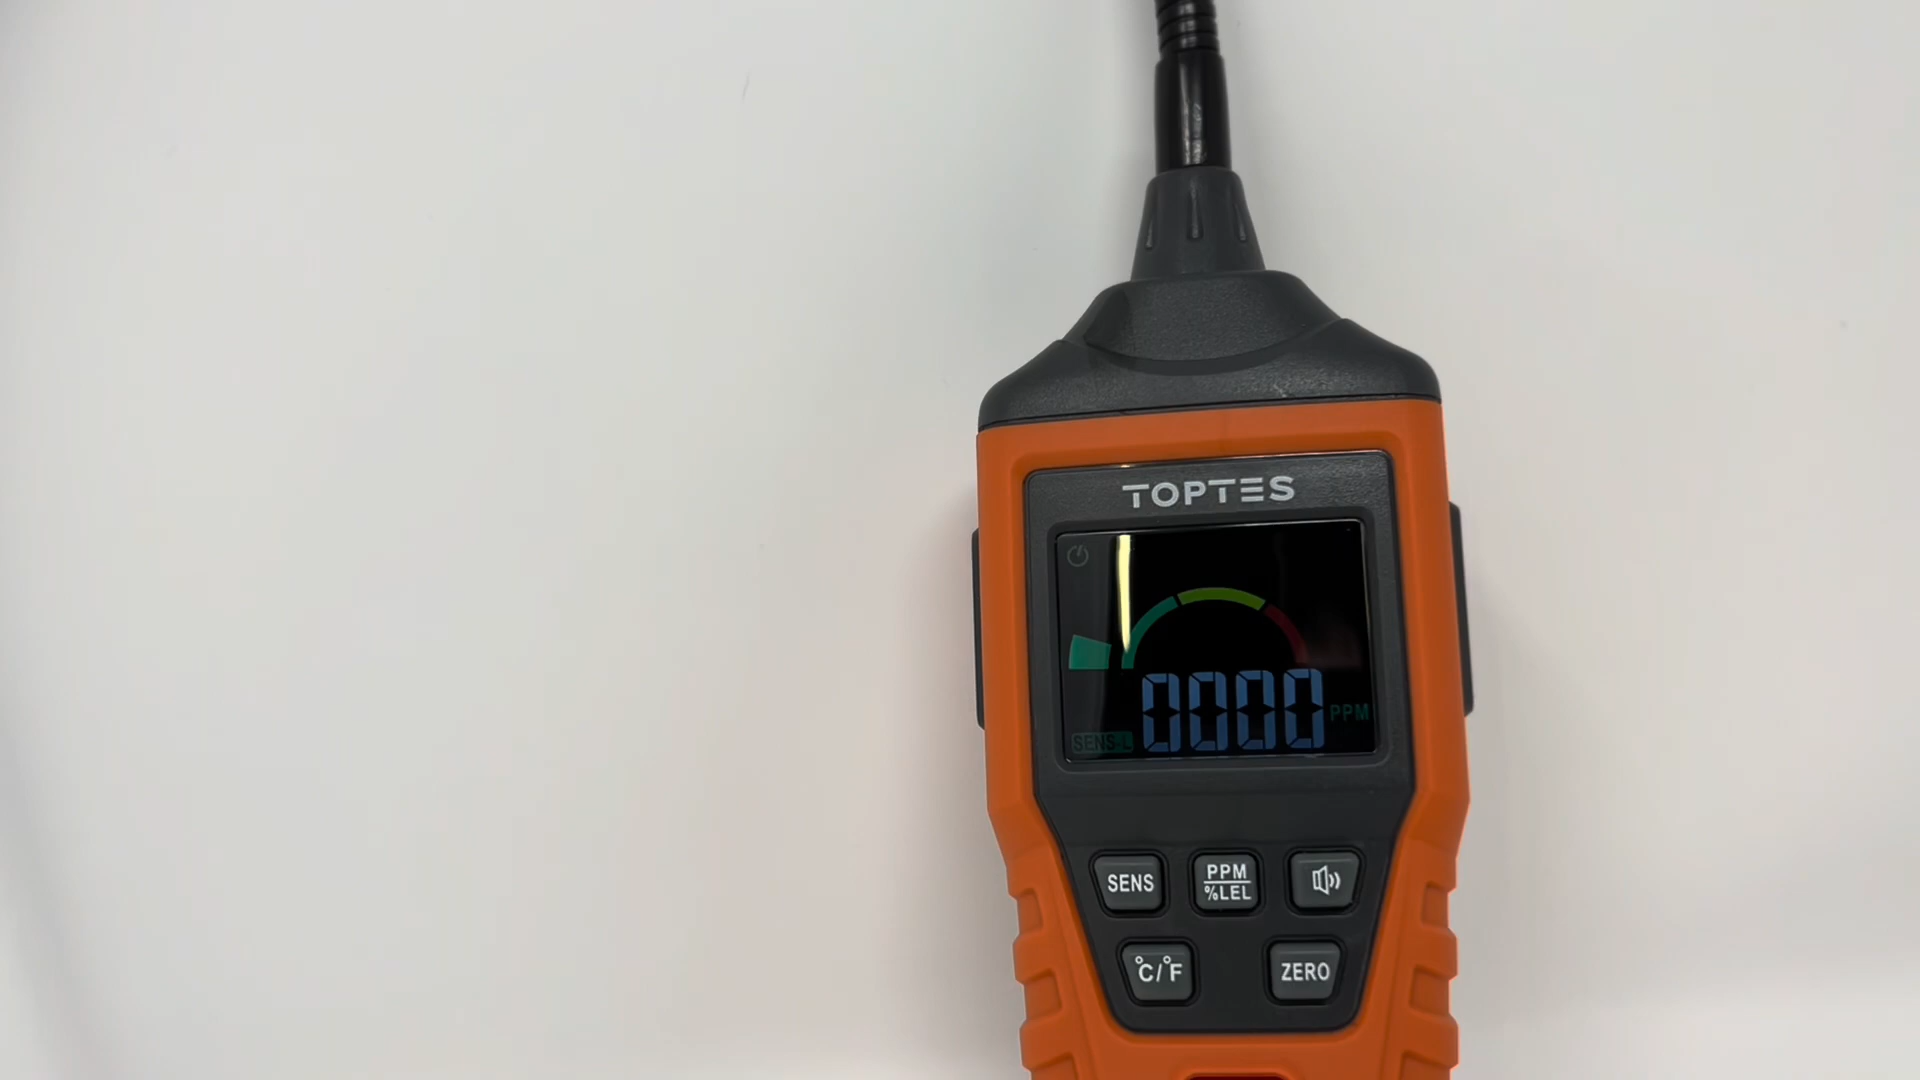 TOPTES
0000 PPM
SENS-L
SENS PPM
%LEL
°C/°F ZERO